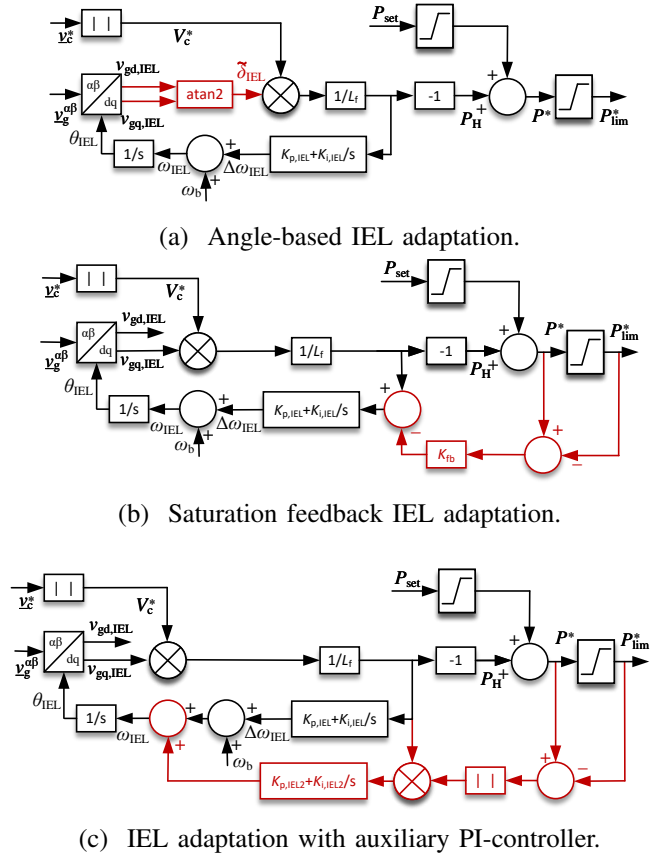 v_c* | | V_c* P_set
v_g^αβ αβ dq v_gd,IEL v_gq,IEL atan2 δ̃_IEL 1/L_f -1 P_H + + P* P_lim*
θ_IEL 1/s ω_IEL + Δω_IEL K_p,IEL+K_i,IEL/s
ω_b +
(a) Angle-based IEL adaptation.
v_c* | | V_c* P_set
v_g^αβ αβ dq v_gd,IEL v_gq,IEL 1/L_f -1 P_H + + P* P_lim*
θ_IEL 1/s ω_IEL + Δω_IEL K_p,IEL+K_i,IEL/s +
ω_b + − K_fb + −
(b) Saturation feedback IEL adaptation.
v_c* | | V_c* P_set
v_g^αβ αβ dq v_gd,IEL v_gq,IEL 1/L_f -1 P_H + + P* P_lim*
θ_IEL 1/s ω_IEL + + Δω_IEL K_p,IEL+K_i,IEL/s
+ ω_b + K_p,IEL2+K_i,IEL2/s | | + −
(c) IEL adaptation with auxiliary PI-controller.